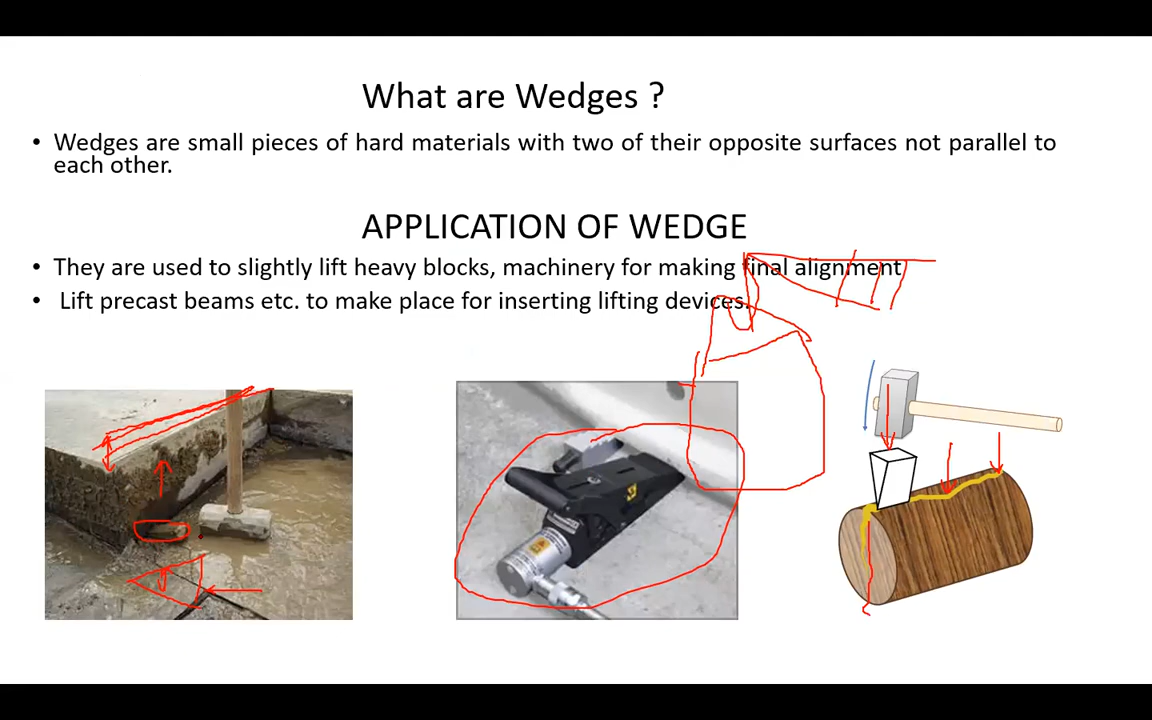 What are Wedges ?
• Wedges are small pieces of hard materials with two of their opposite surfaces not parallel to
each other.
APPLICATION OF WEDGE
• They are used to slightly lift heavy blocks, machinery for making final alignment.
• Lift precast beams etc. to make place for inserting lifting devices.